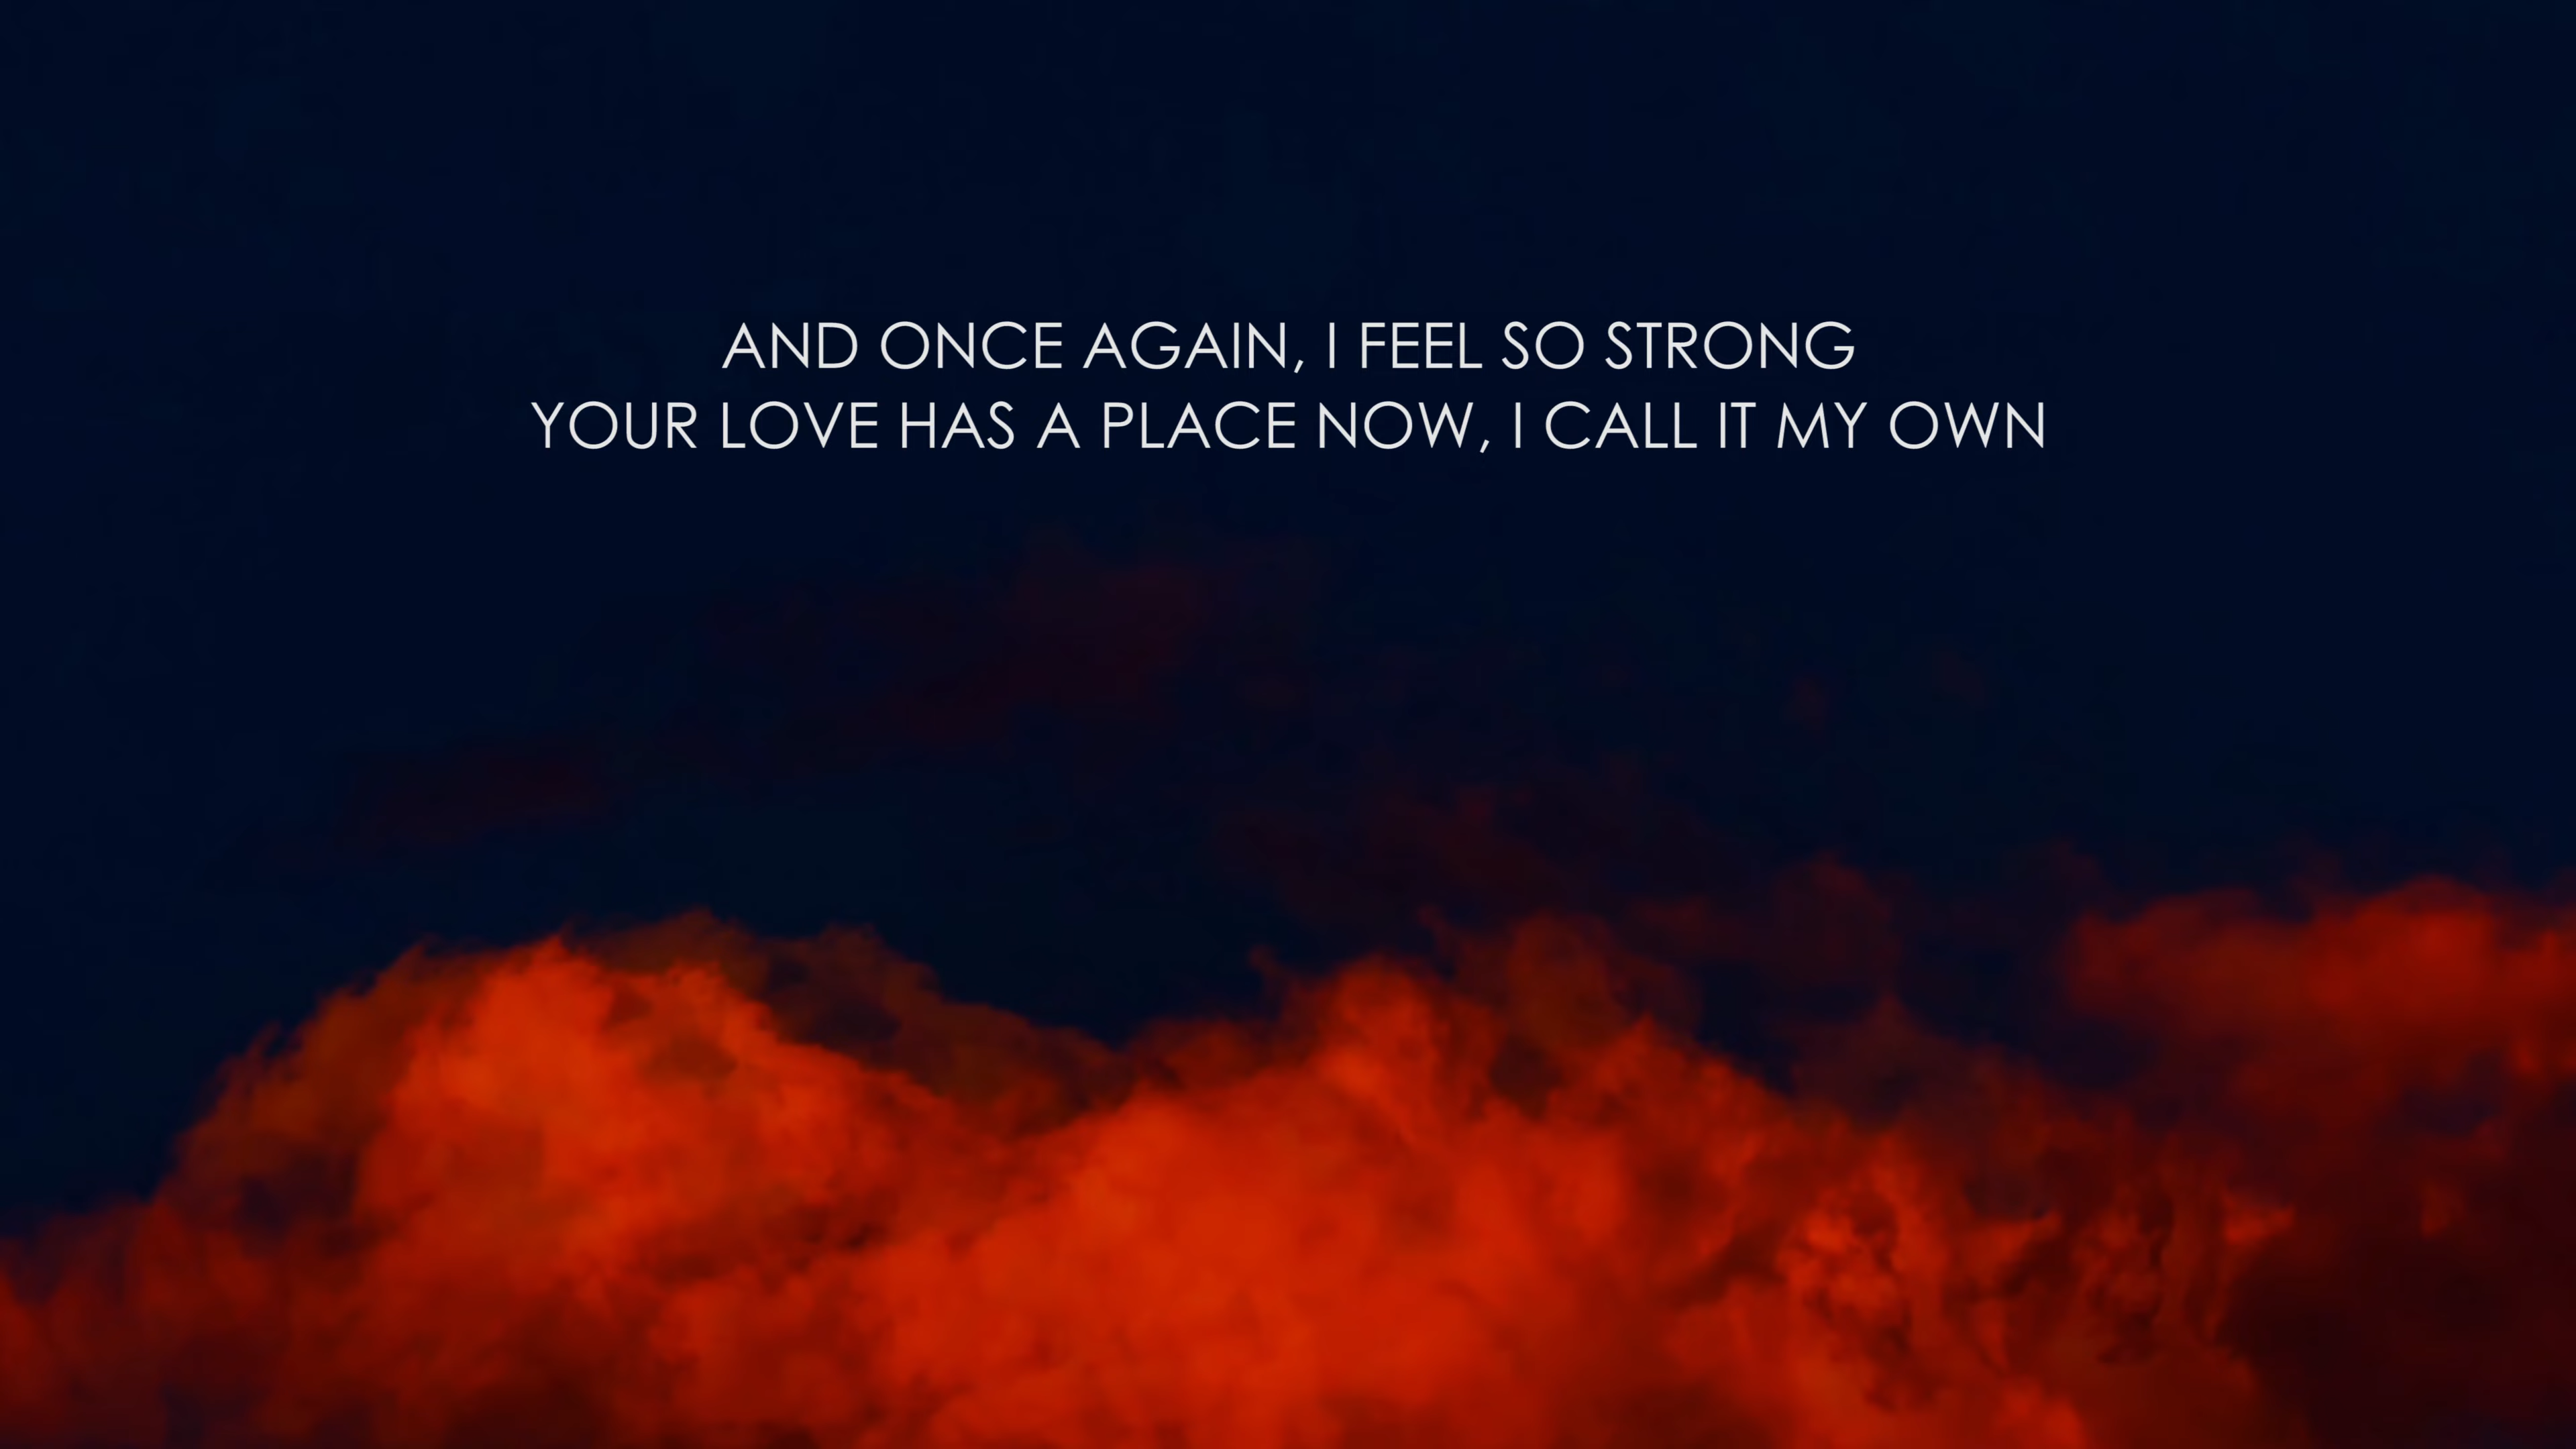 AND ONCE AGAIN, I FEEL SO STRONG
YOUR LOVE HAS A PLACE NOW, I CALL IT MY OWN